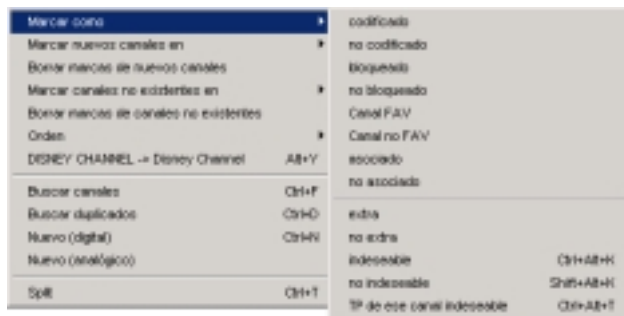 Marcar como
Marcar nuevos canales en
Borrar marcas de nuevos canales
Marcar canales no existentes en
Borrar marcas de canales no existentes
Orden
DISNEY CHANNEL -> Disney Channel Alt+Y
Buscar canales Ctrl+F
Buscar duplicados Ctrl+D
Nuevo (digital) Ctrl+N
Nuevo (analógico)
Split Ctrl+T
codificado
no codificado
bloqueado
no bloqueado
Canal FAV
Canal no FAV
asociado
no asociado
extra
no extra
indeseable Ctrl+Alt+K
no indeseable Shift+Alt+K
TP de ese canal indeseable Ctrl+Alt+T